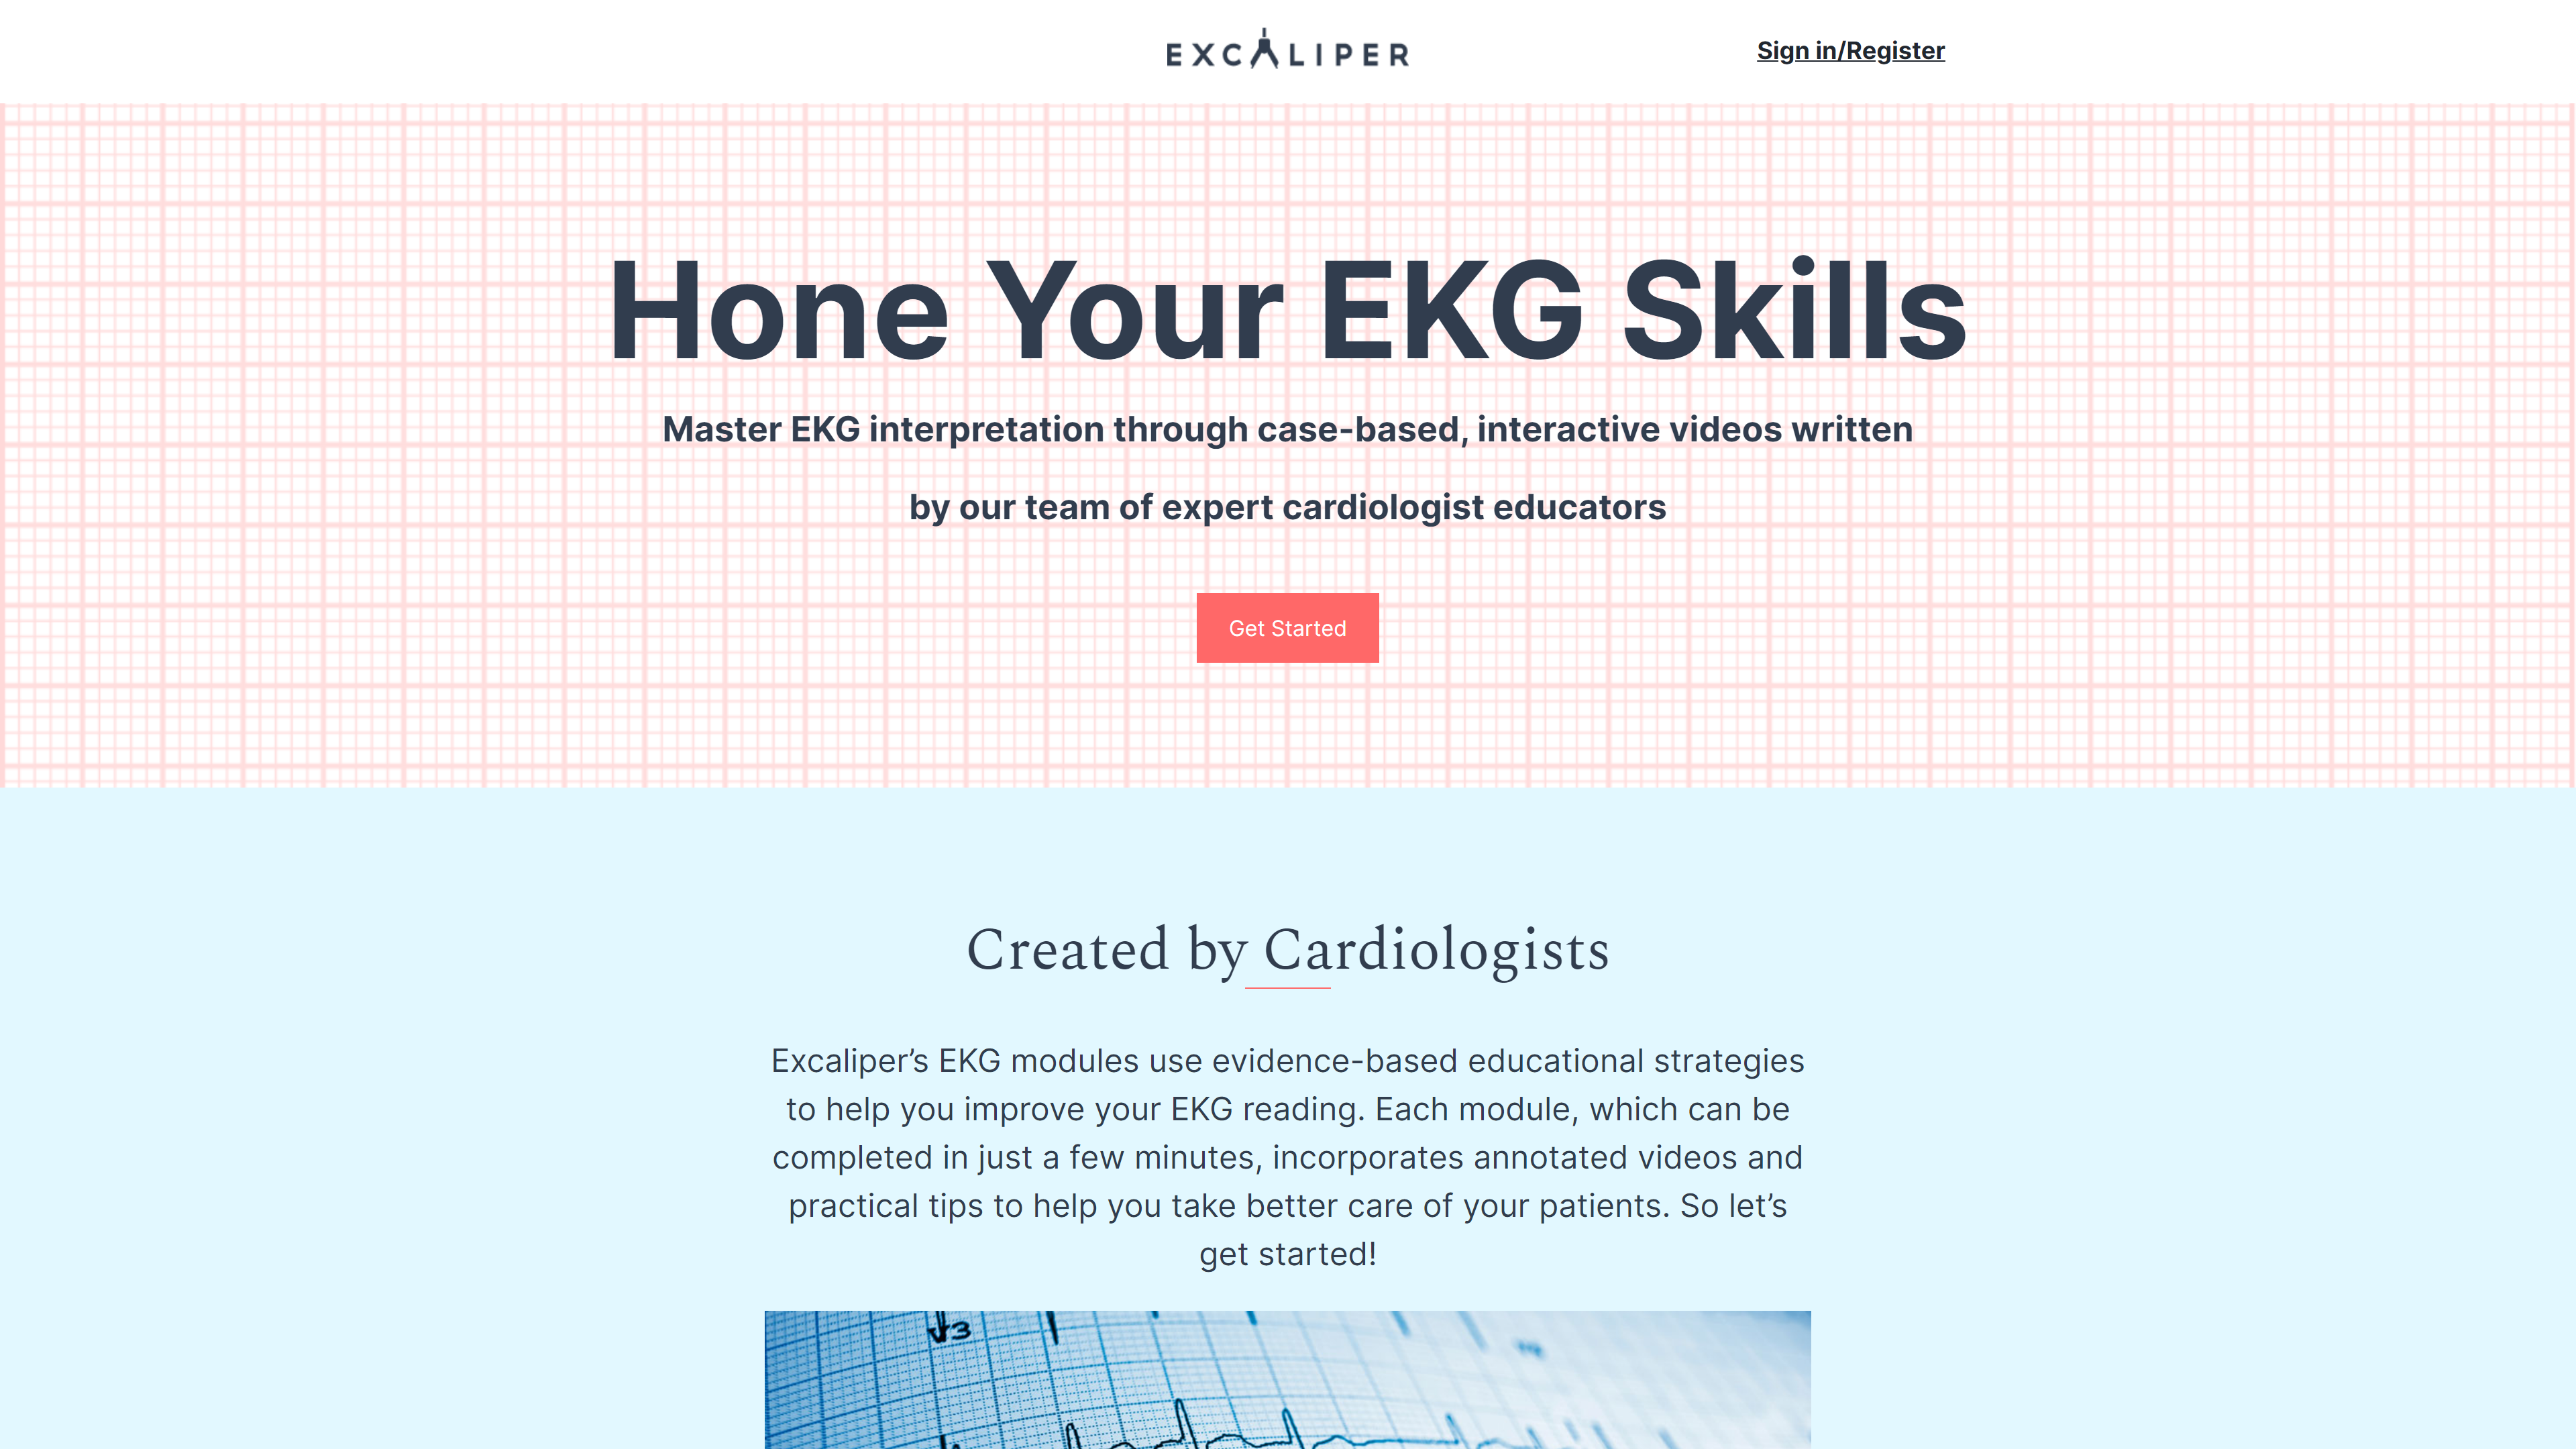 EXCALIPER
Sign in/Register
Hone Your EKG Skills
Master EKG interpretation through case-based, interactive videos written
by our team of expert cardiologist educators
Get Started
Created by Cardiologists
Excaliper’s EKG modules use evidence-based educational strategies
to help you improve your EKG reading. Each module, which can be
completed in just a few minutes, incorporates annotated videos and
practical tips to help you take better care of your patients. So let’s
get started!
V3